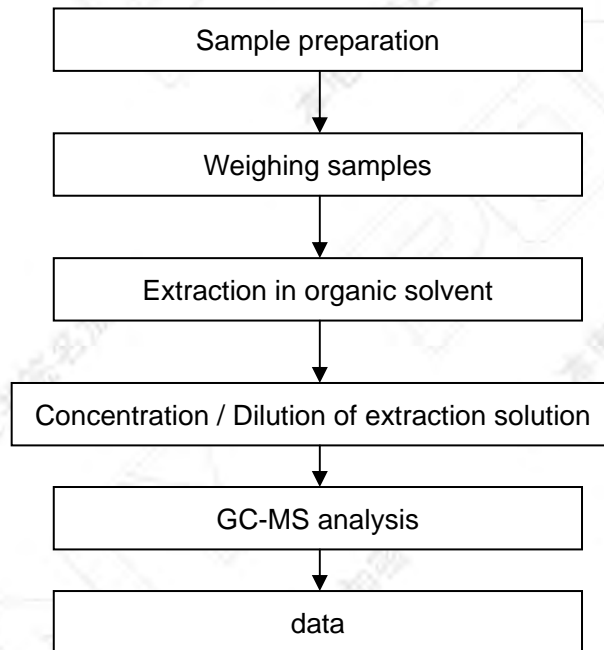 Sample preparation
Weighing samples
Extraction in organic solvent
Concentration / Dilution of extraction solution
GC-MS analysis
data